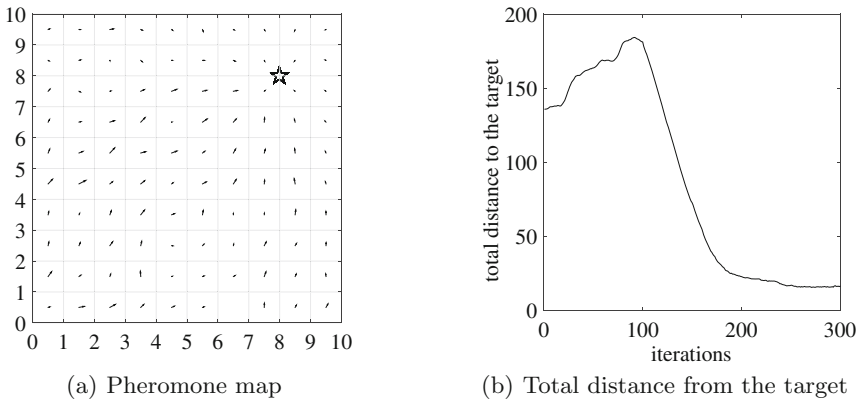 10
9
8
7
6
5
4
3
2
1
0
0 1 2 3 4 5 6 7 8 9 10
(a) Pheromone map
total distance to the target
200
150
100
50
0
0 100 200 300
iterations
(b) Total distance from the target